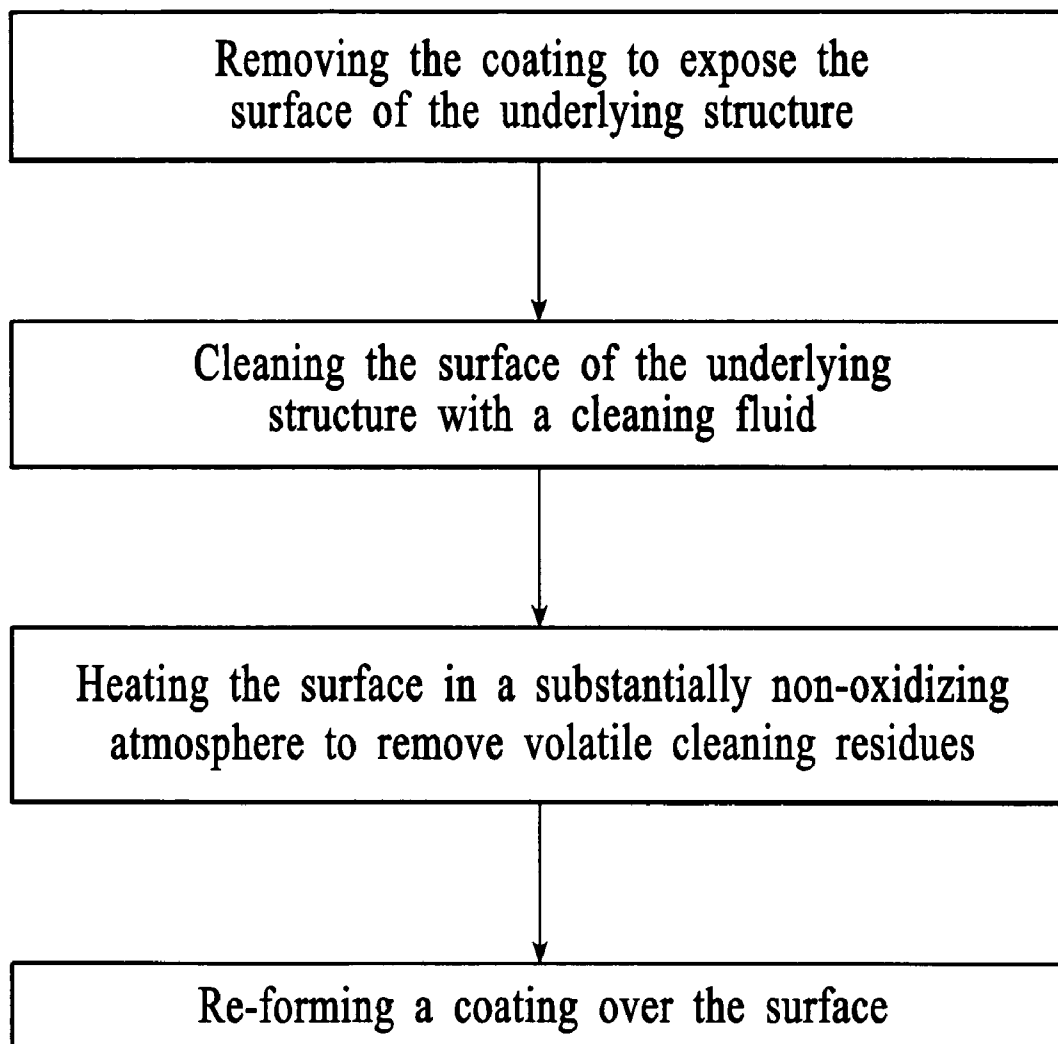 Removing the coating to expose the
surface of the underlying structure
Cleaning the surface of the underlying
structure with a cleaning fluid
Heating the surface in a substantially non-oxidizing
atmosphere to remove volatile cleaning residues
Re-forming a coating over the surface